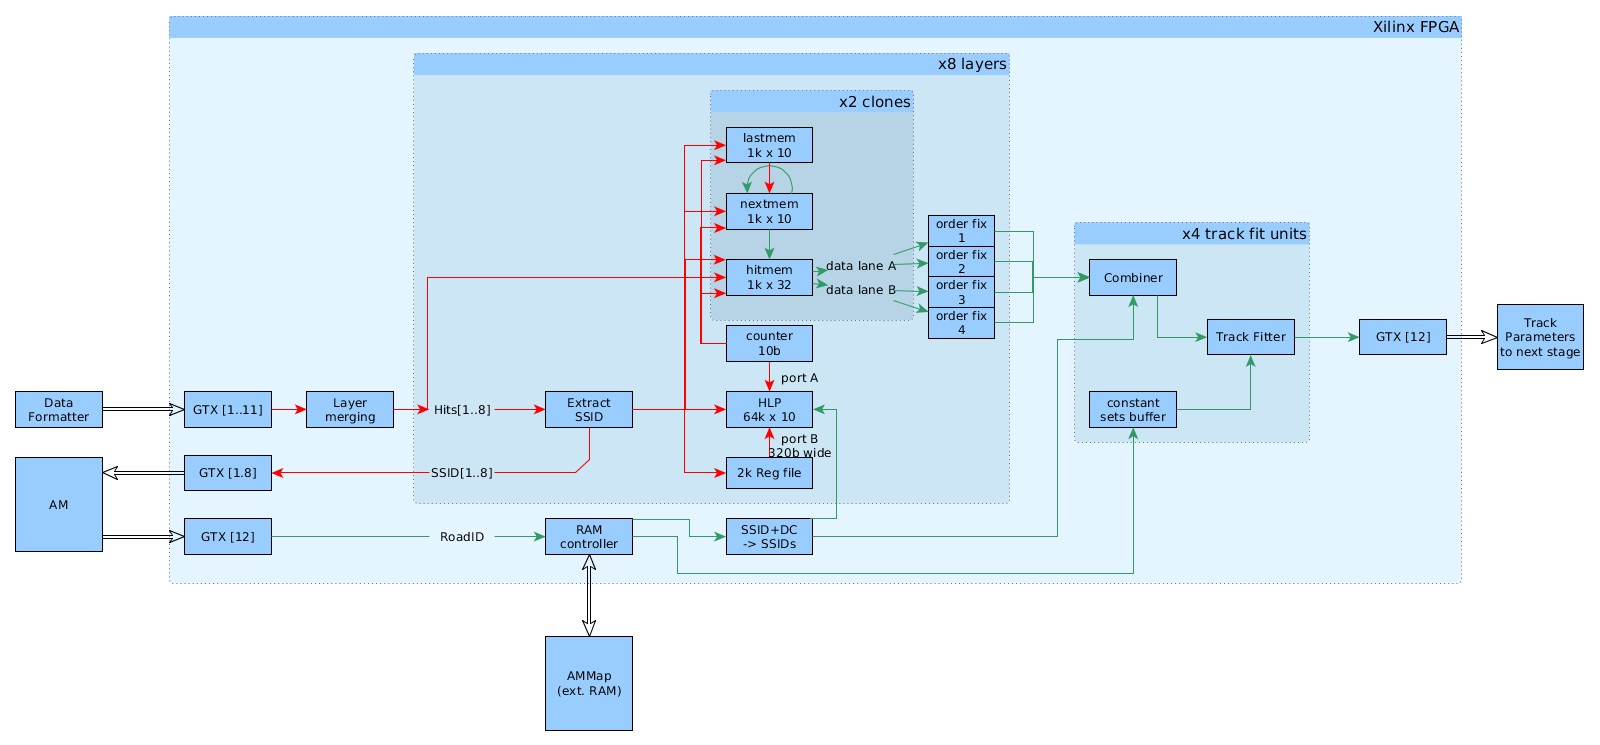 Xilinx FPGA
x8 layers
x2 clones
lastmem
1k x 10
nextmem
1k x 10
hitmem
1k x 32
data lane A
data lane B
order fix
1
order fix
2
order fix
3
order fix
4
x4 track fit units
Combiner
Track Fitter
constant
sets buffer
GTX [12]
Track
Parameters
to next stage
counter
10b
port A
Data
Formatter
GTX [1..11]
Layer
merging
Hits[1..8]
Extract
SSID
HLP
64k x 10
port B
320b wide
2k Reg file
AM
GTX [1.8]
SSID[1..8]
GTX [12]
RoadID
RAM
controller
SSID+DC
-> SSIDs
AMMap
(ext. RAM)